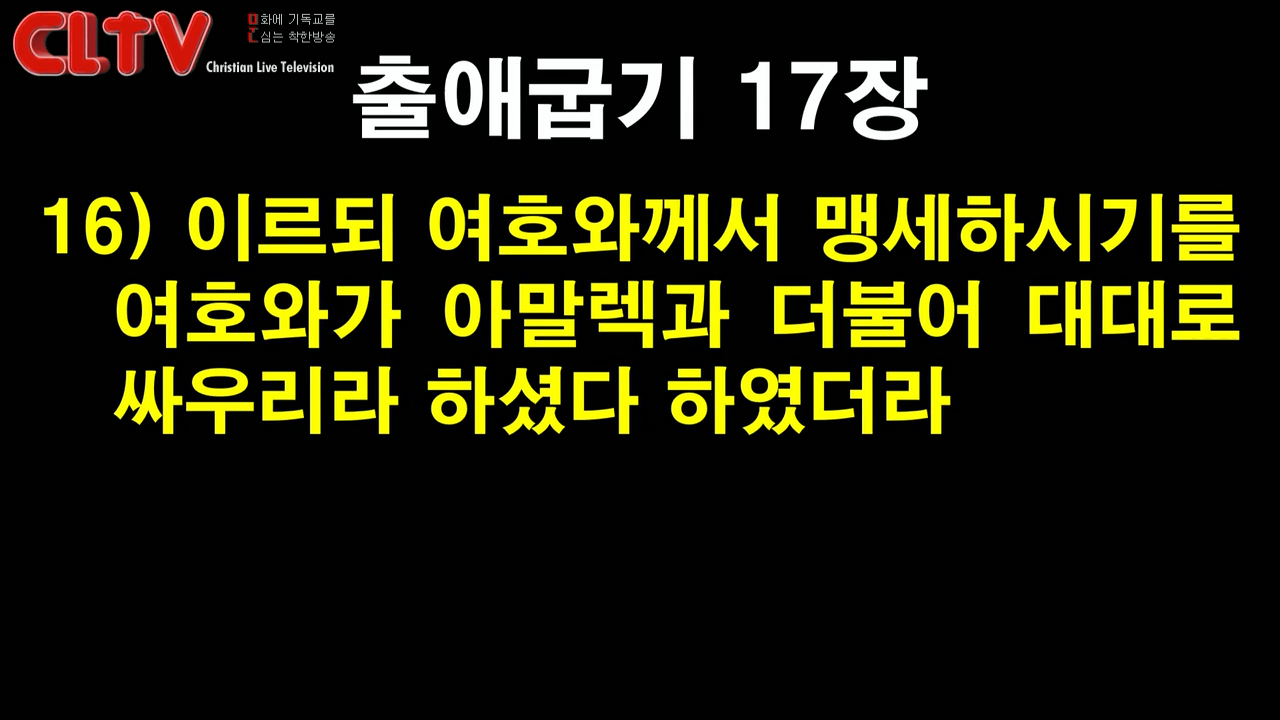 CLTV
문화에 기독교를
심는 착한방송
Christian Live Television
출애굽기 17장
16) 이르되 여호와께서 맹세하시기를
여호와가 아말렉과 더불어 대대로
싸우리라 하셨다 하였더라